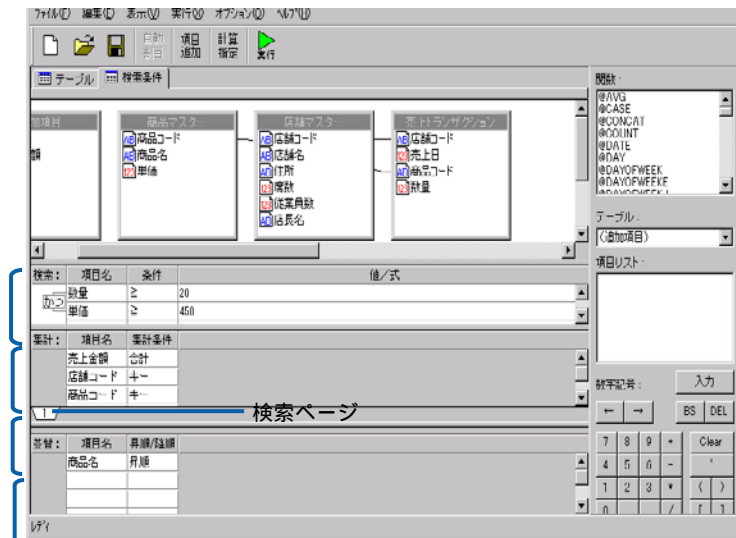 ファイル(F) 編集(E) 表示(V) 実行(X) オプション(O) ヘルプ(H)
自動割当 項目追加 計算指定 実行
テーブル 検索条件
加項目
額
商品マスター
商品コード
商品名
単価
店舗マスター
店舗コード
店舗名
住所
席数
従業員数
店長名
売上トランザクション
店舗コード
売上日
商品コード
数量
検索: 項目名 条件 値/式
かつ
数量 ≧ 20
単価 ≧ 450
集計: 項目名 集計条件
売上金額 合計
店舗コード キー
商品コード キー
1
検索ページ
並替: 項目名 昇順/降順
商品名 昇順
レディ
関数:
@AVG
@CASE
@CONCAT
@COUNT
@DATE
@DAY
@DAYOFWEEK
@DAYOFWEEKE
テーブル:
(追加項目)
項目リスト:
数字記号: 入力
← → BS DEL
7 8 9 + Clear
4 5 6 - '
1 2 3 * ( )
0 / [ ]